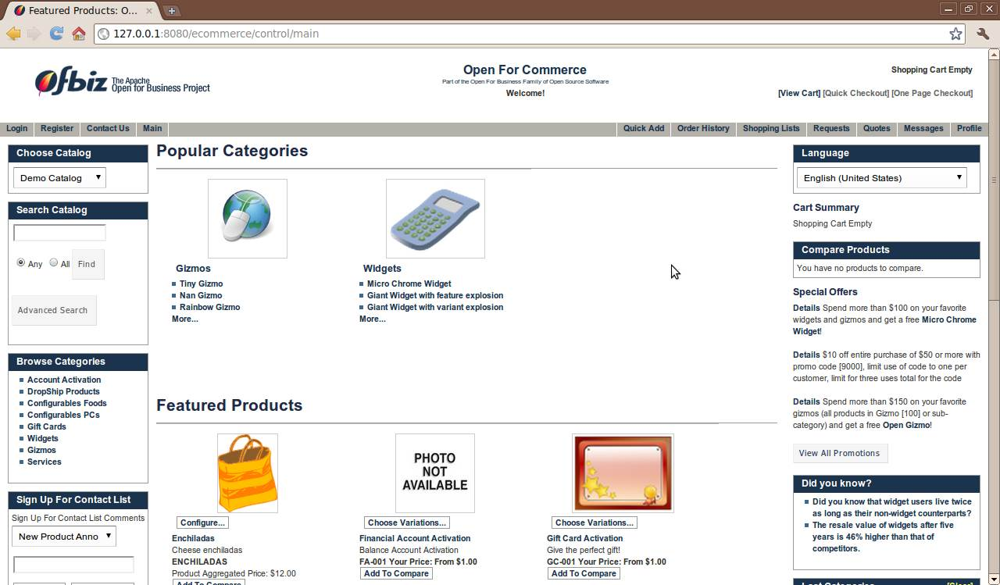 Featured Products: O...
127.0.0.1:8080/ecommerce/control/main
Ofbiz The Apache
Open for Business Project
Open For Commerce
Part of the Open For Business Family of Open Source Software
Welcome!
Shopping Cart Empty
[View Cart] [Quick Checkout] [One Page Checkout]
Login Register Contact Us Main Quick Add Order History Shopping Lists Requests Quotes Messages Profile
Choose Catalog
Demo Catalog
Search Catalog
Any All Find
Advanced Search
Browse Categories
Account Activation
DropShip Products
Configurables Foods
Configurables PCs
Gift Cards
Widgets
Gizmos
Services
Sign Up For Contact List
Sign Up For Contact List Comments
New Product Anno
Popular Categories
Gizmos
Tiny Gizmo
Nan Gizmo
Rainbow Gizmo
More...
Widgets
Micro Chrome Widget
Giant Widget with feature explosion
Giant Widget with variant explosion
More...
Featured Products
Configure...
Enchiladas
Cheese enchiladas
ENCHILADAS
Product Aggregated Price: $12.00
Add To Compare
PHOTO
NOT
AVAILABLE
Choose Variations...
Financial Account Activation
Balance Account Activation
FA-001 Your Price: From $1.00
Add To Compare
Choose Variations...
Gift Card Activation
Give the perfect gift!
GC-001 Your Price: From $1.00
Add To Compare
Language
English (United States)
Cart Summary
Shopping Cart Empty
Compare Products
You have no products to compare.
Special Offers
Details Spend more than $100 on your favorite
widgets and gizmos and get a free Micro Chrome
Widget!
Details $10 off entire purchase of $50 or more with
promo code [9000], limit use of code to one per
customer, limit for three uses total for the code
Details Spend more than $150 on your favorite
gizmos (all products in Gizmo [100] or sub-
category) and get a free Open Gizmo!
View All Promotions
Did you know?
Did you know that widget users live twice
as long as their non-widget counterparts?
The resale value of widgets after five
years is 46% higher than that of
competitors.
Last Categories [Clear]